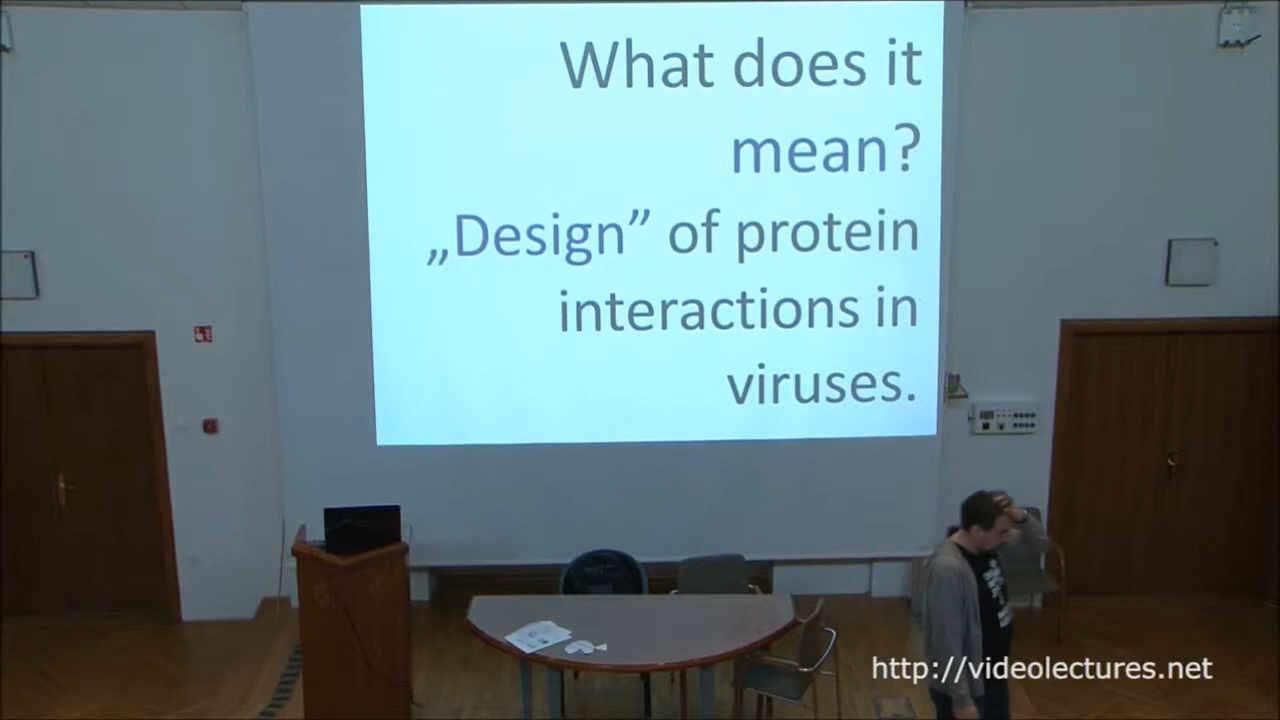 What does it
mean?
„Design” of protein
interactions in
viruses.
http://videolectures.net